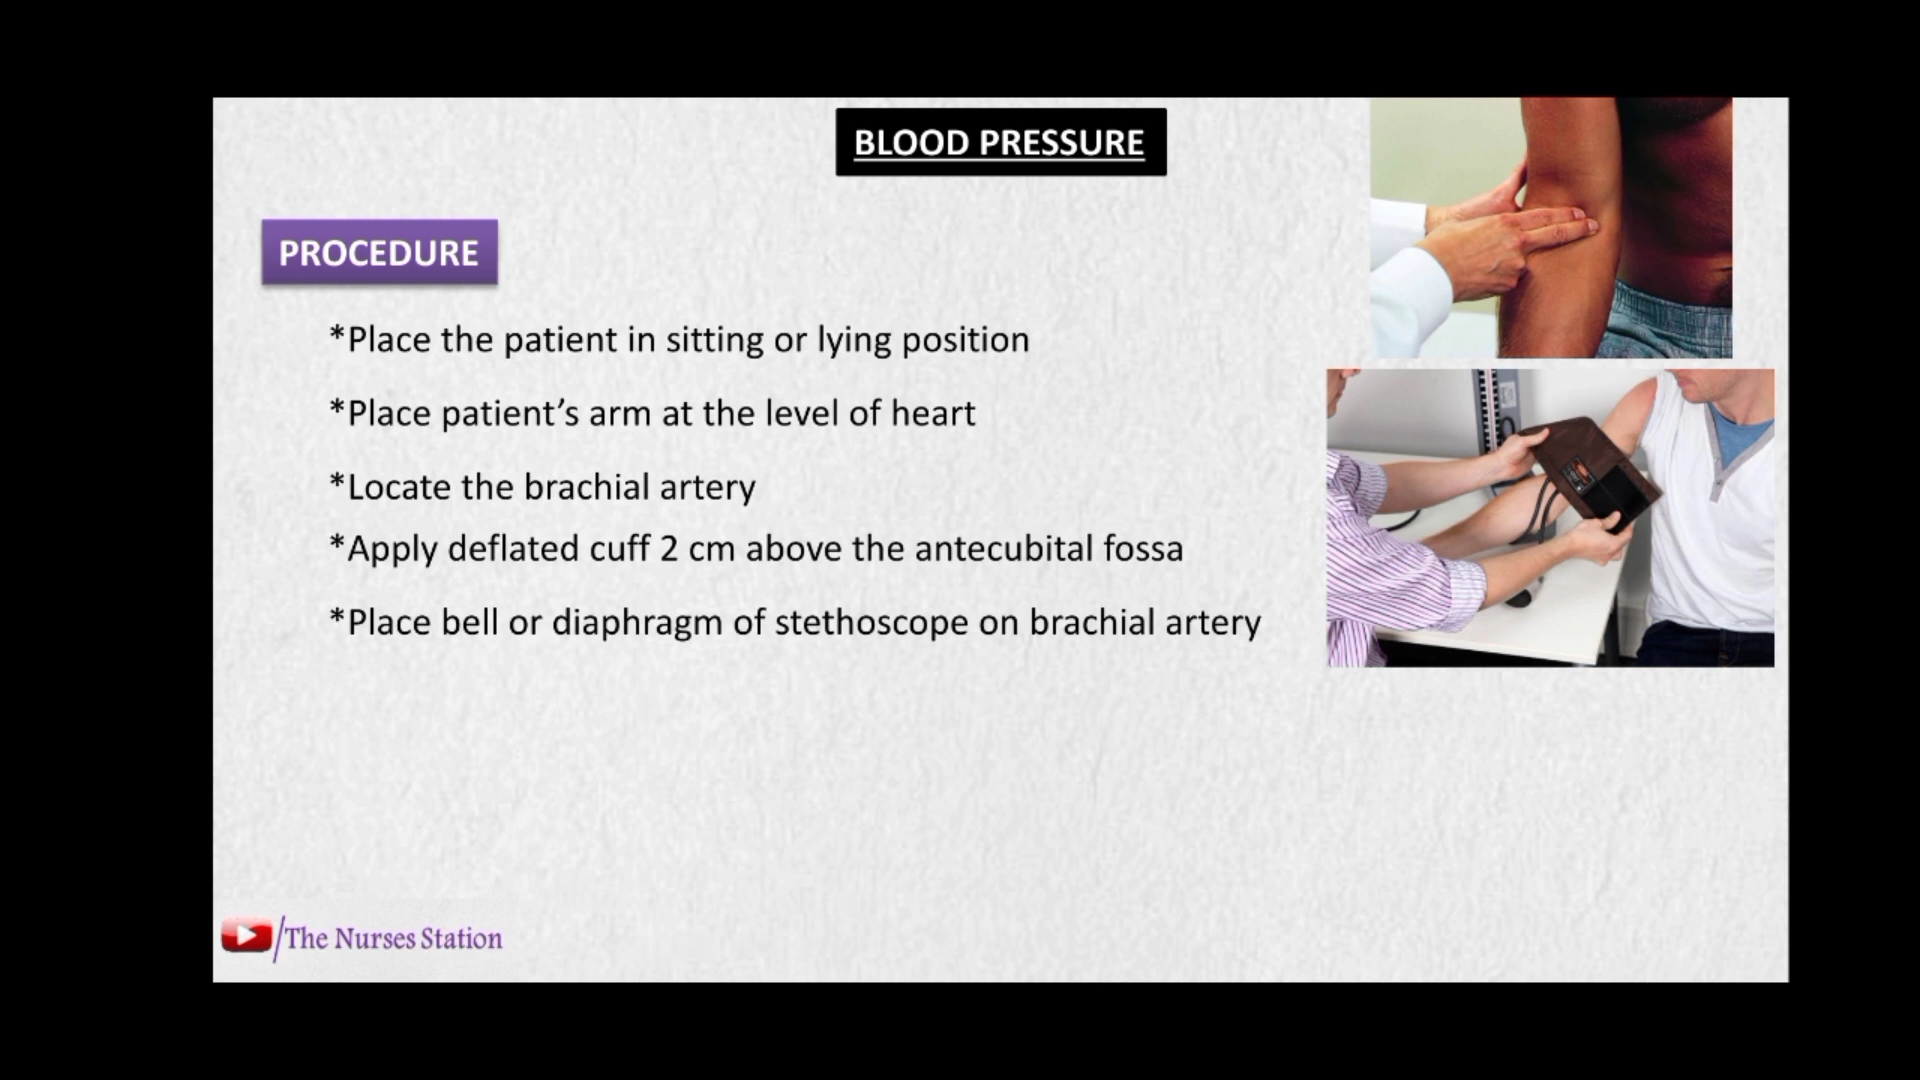 BLOOD PRESSURE
PROCEDURE
*Place the patient in sitting or lying position
*Place patient’s arm at the level of heart
*Locate the brachial artery
*Apply deflated cuff 2 cm above the antecubital fossa
*Place bell or diaphragm of stethoscope on brachial artery
/The Nurses Station